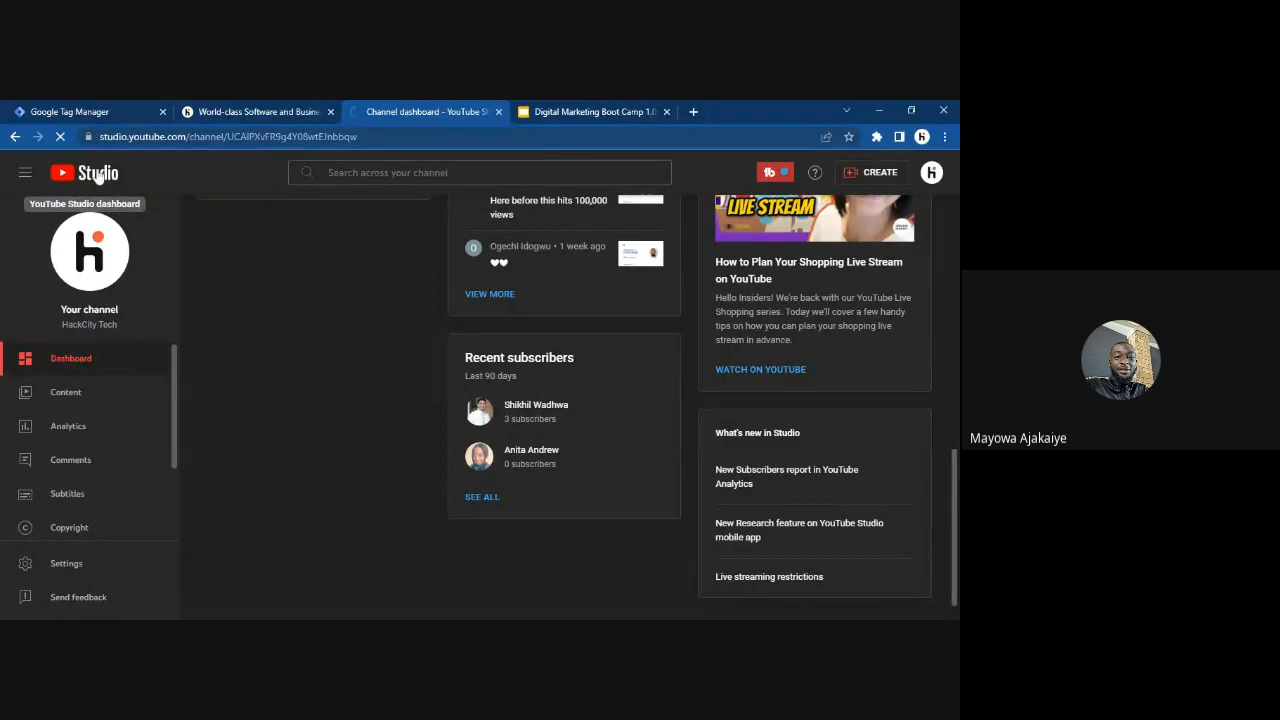 Google Tag Manager
World-class Software and Busine
Channel dashboard - YouTube St
Digital Marketing Boot Camp 1.0
studio.youtube.com/channel/
Studio
Search across your channel
CREATE
YouTube Studio dashboard
Your channel
HackCity Tech
Dashboard
Content
Analytics
Comments
Subtitles
Copyright
Settings
Send feedback
Here before this hits 100,000
views
O
Ogechi Idogwu • 1 week ago
VIEW MORE
Recent subscribers
Last 90 days
Shikhil Wadhwa
3 subscribers
Anita Andrew
0 subscribers
SEE ALL
LIVE STREAM
How to Plan Your Shopping Live Stream
on YouTube
Hello Insiders! We're back with our YouTube Live
Shopping series. Today we'll cover a few handy
tips on how you can plan your shopping live
stream in advance.
WATCH ON YOUTUBE
What's new in Studio
New Subscribers report in YouTube
Analytics
New Research feature on YouTube Studio
mobile app
Live streaming restrictions
Mayowa Ajakaiye